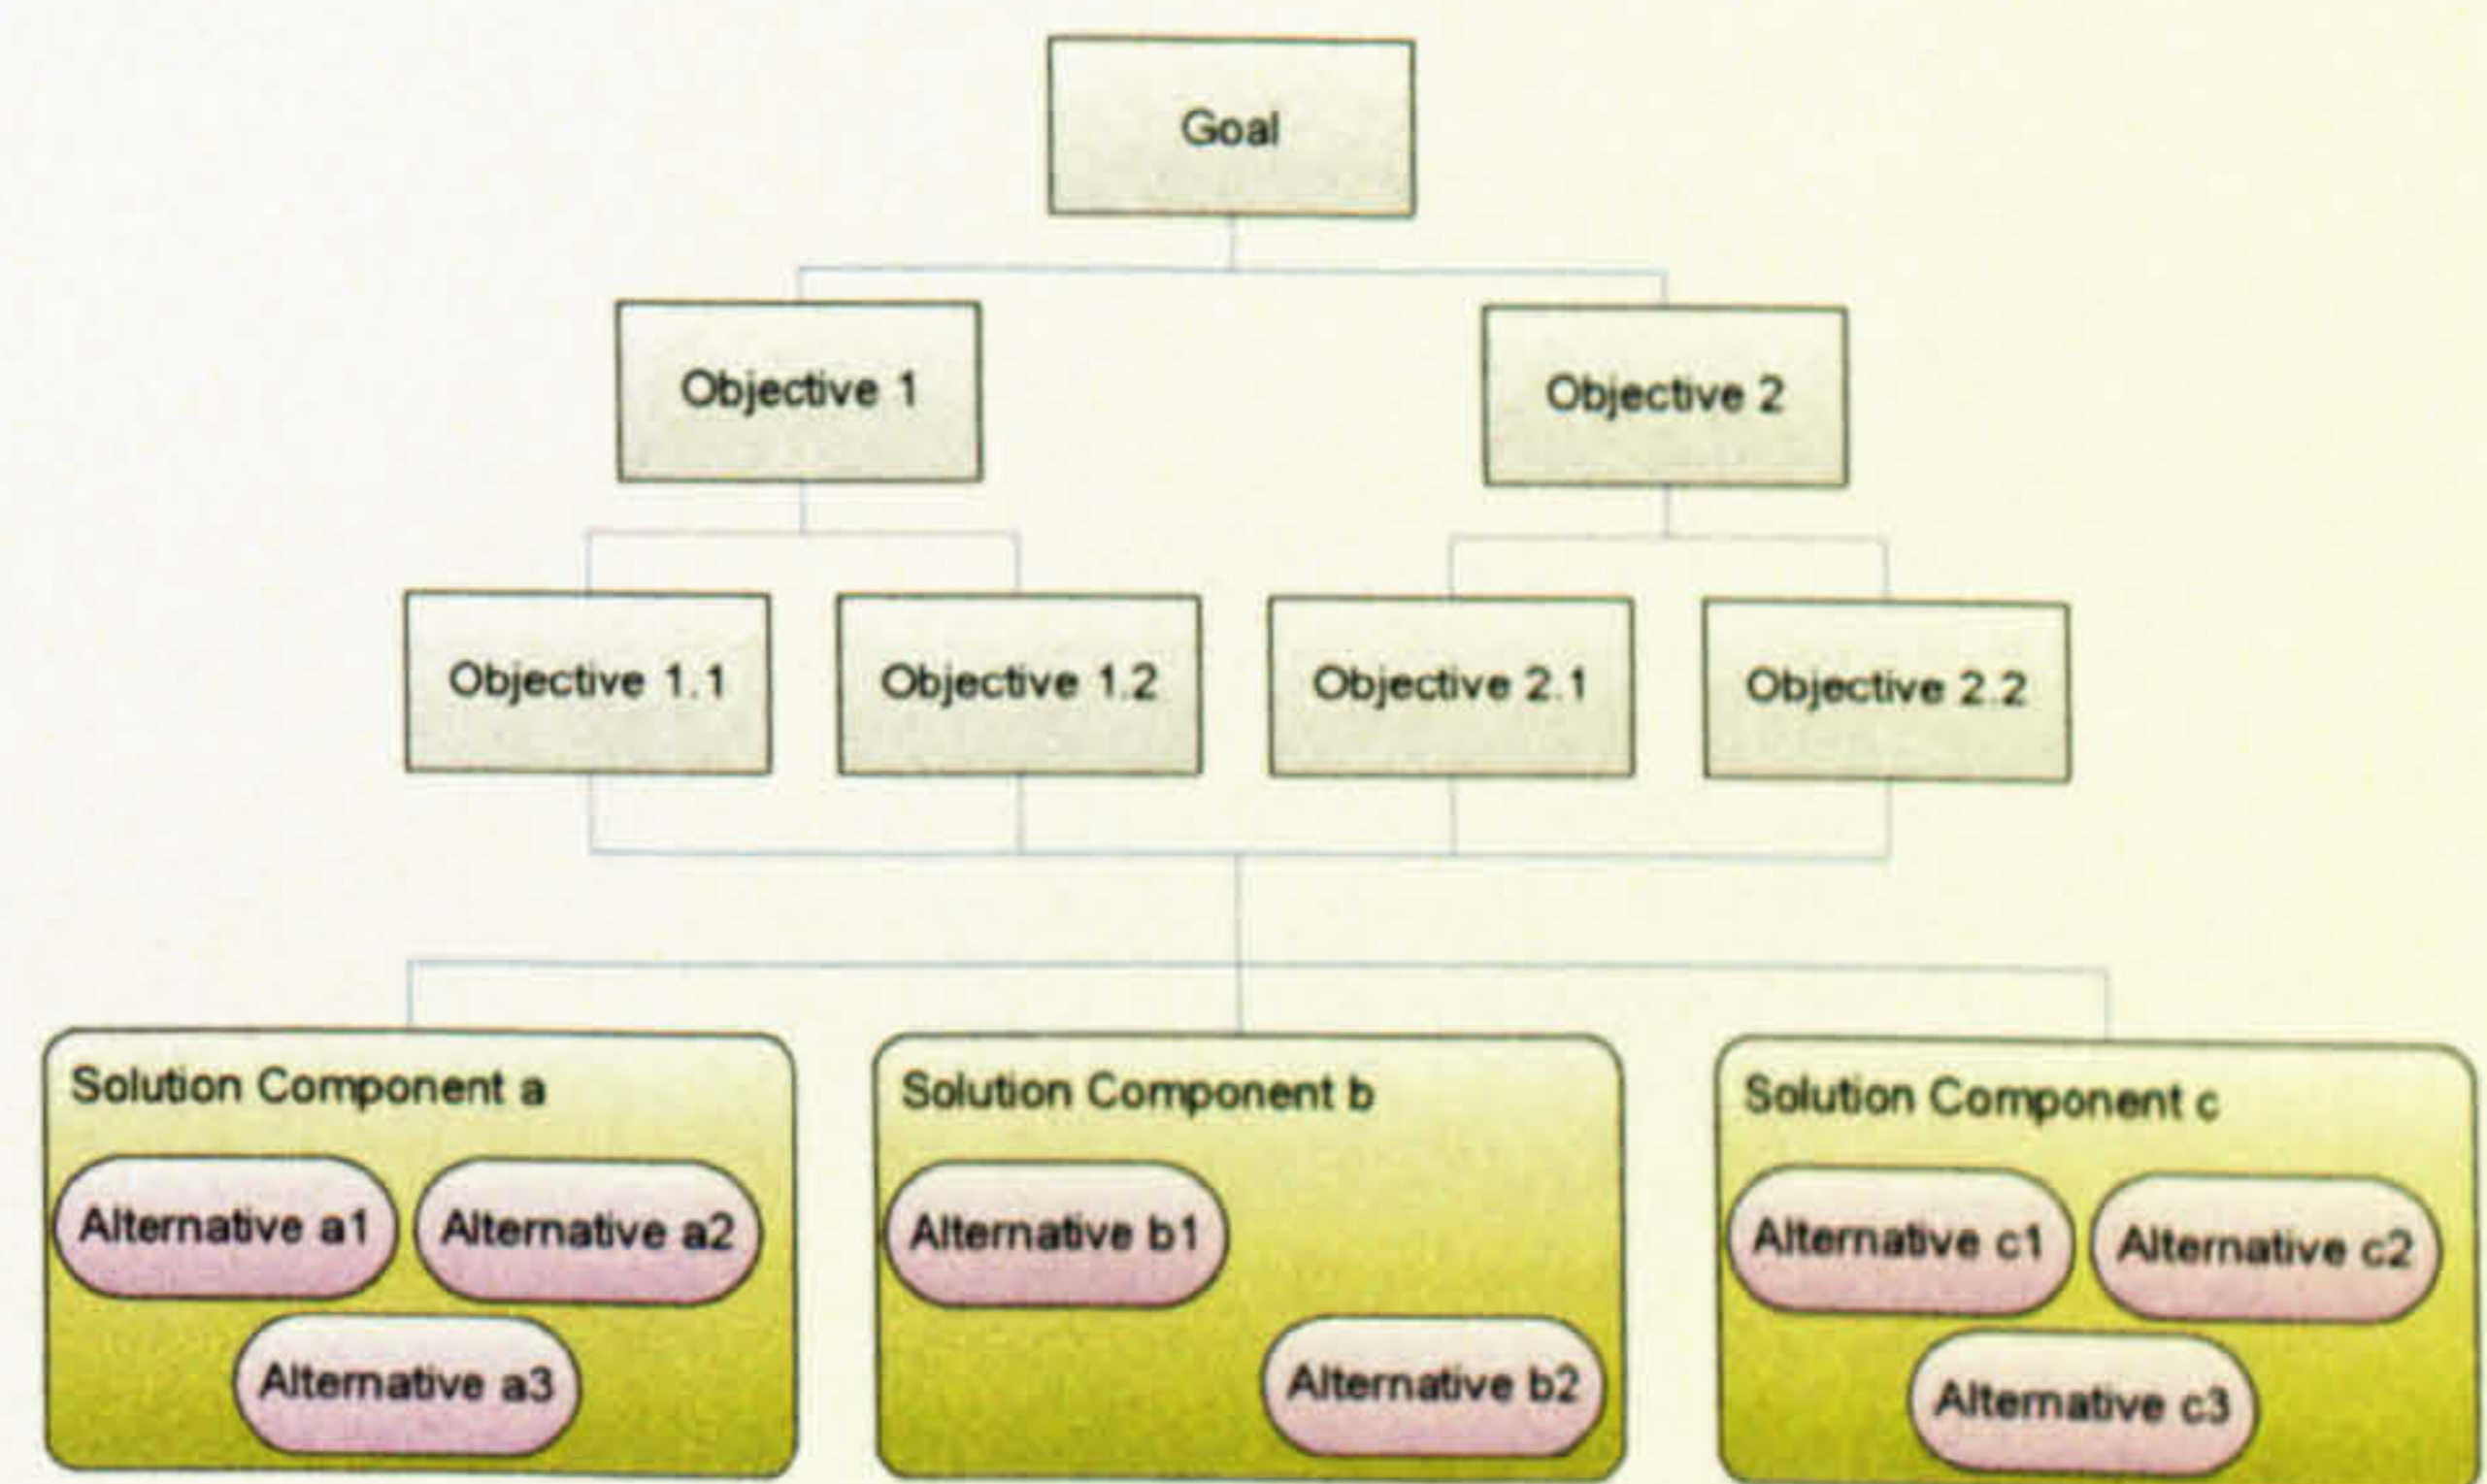 Goal
Objective 1
Objective 2
Objective 1.1
Objective 1.2
Objective 2.1
Objective 2.2
Solution Component a
Solution Component b
Solution Component c
Alternative a1
Alternative a2
Alternative b1
Alternative c1
Alternative c2
Alternative a3
Alternative b2
Alternative c3